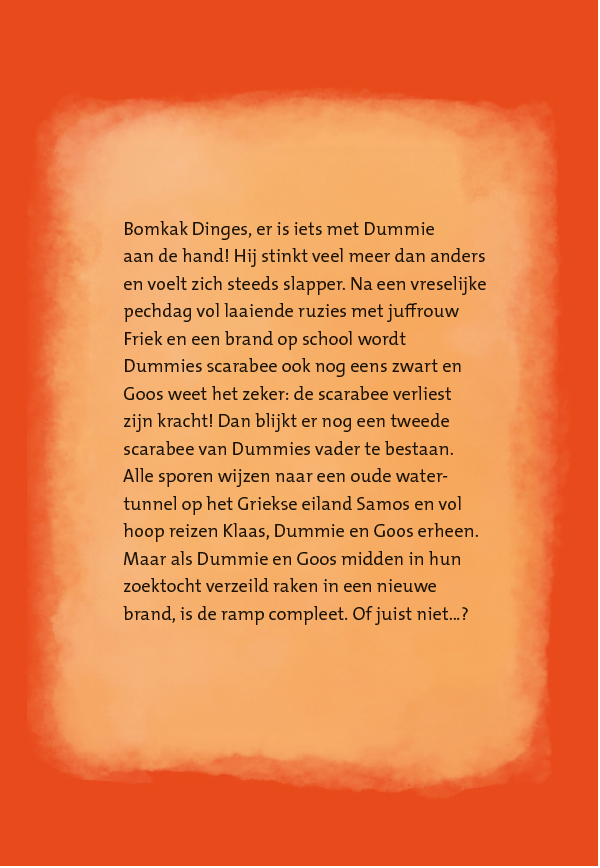 Bomkak Dinges, er is iets met Dummie
aan de hand! Hij stinkt veel meer dan anders
en voelt zich steeds slapper. Na een vreselijke
pechdag vol laaiende ruzies met juffrouw
Friek en een brand op school wordt
Dummies scarabee ook nog eens zwart en
Goos weet het zeker: de scarabee verliest
zijn kracht! Dan blijkt er nog een tweede
scarabee van Dummies vader te bestaan.
Alle sporen wijzen naar een oude water-
tunnel op het Griekse eiland Samos en vol
hoop reizen Klaas, Dummie en Goos erheen.
Maar als Dummie en Goos midden in hun
zoektocht verzeild raken in een nieuwe
brand, is de ramp compleet. Of juist niet...?